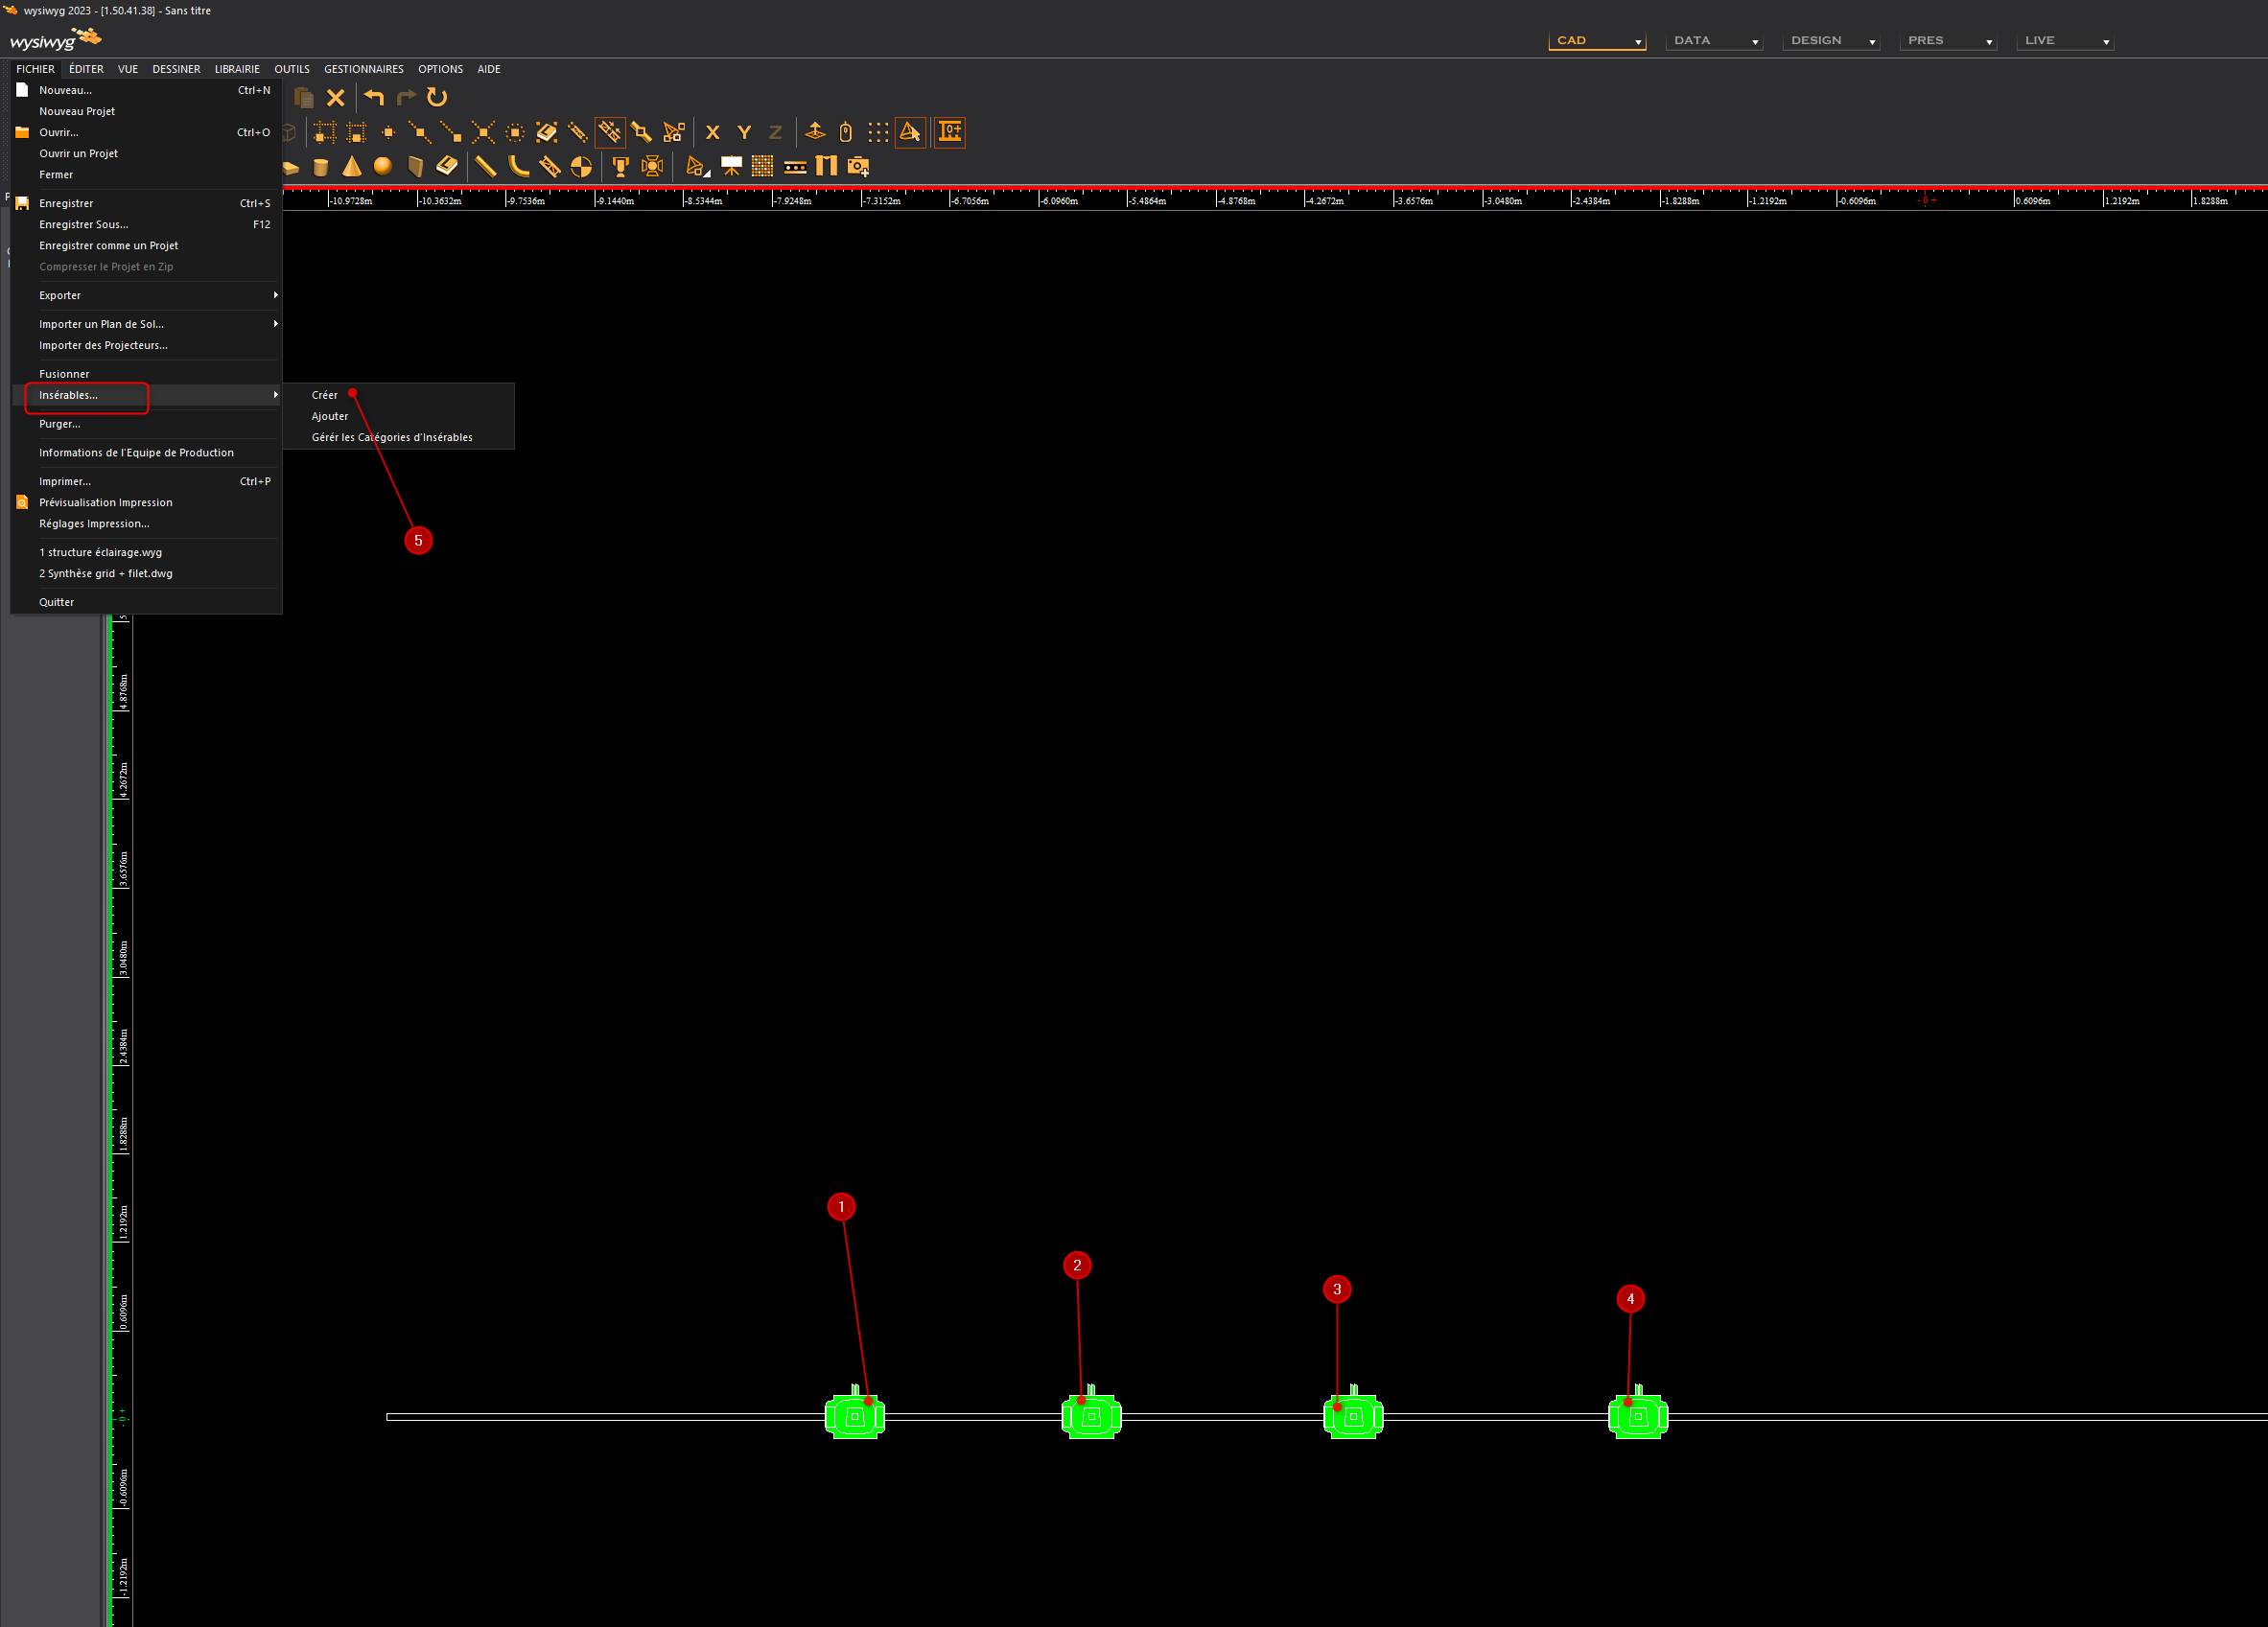 wysiwyg 2023 - [1.50.41.38] - Sans titre
wysiwyg
CAD DATA DESIGN PRES LIVE
FICHIER ÉDITER VUE DESSINER LIBRAIRIE OUTILS GESTIONNAIRES OPTIONS AIDE
Nouveau... Ctrl+N
Nouveau Projet
Ouvrir... Ctrl+O
Ouvrir un Projet
Fermer
Enregistrer Ctrl+S
Enregistrer Sous... F12
Enregistrer comme un Projet
Compresser le Projet en Zip
Exporter
Importer un Plan de Sol...
Importer des Projecteurs...
Fusionner
Insérables...
Purger...
Informations de l'Equipe de Production
Imprimer... Ctrl+P
Prévisualisation Impression
Réglages Impression...
1 structure éclairage.wyg
2 Synthèse grid + filet.dwg
Quitter
Créer
Ajouter
Gérér les Catégories d'Insérables
X Y Z
-10.9728m -10.3632m -9.7536m -9.1440m -8.5344m -7.9248m -7.3152m -6.7056m -6.0960m -5.4864m -4.8768m -4.2672m -3.6576m -3.0480m -2.4384m -1.8288m -1.2192m -0.6096m - 0 + 0.6096m 1.2192m 1.8288m
5
4.8768m
4.2672m
3.6576m
3.0480m
2.4384m
1.8288m
1.2192m
0.6096m
- 0 +
-0.6096m
-1.2192m
1
2
3
4